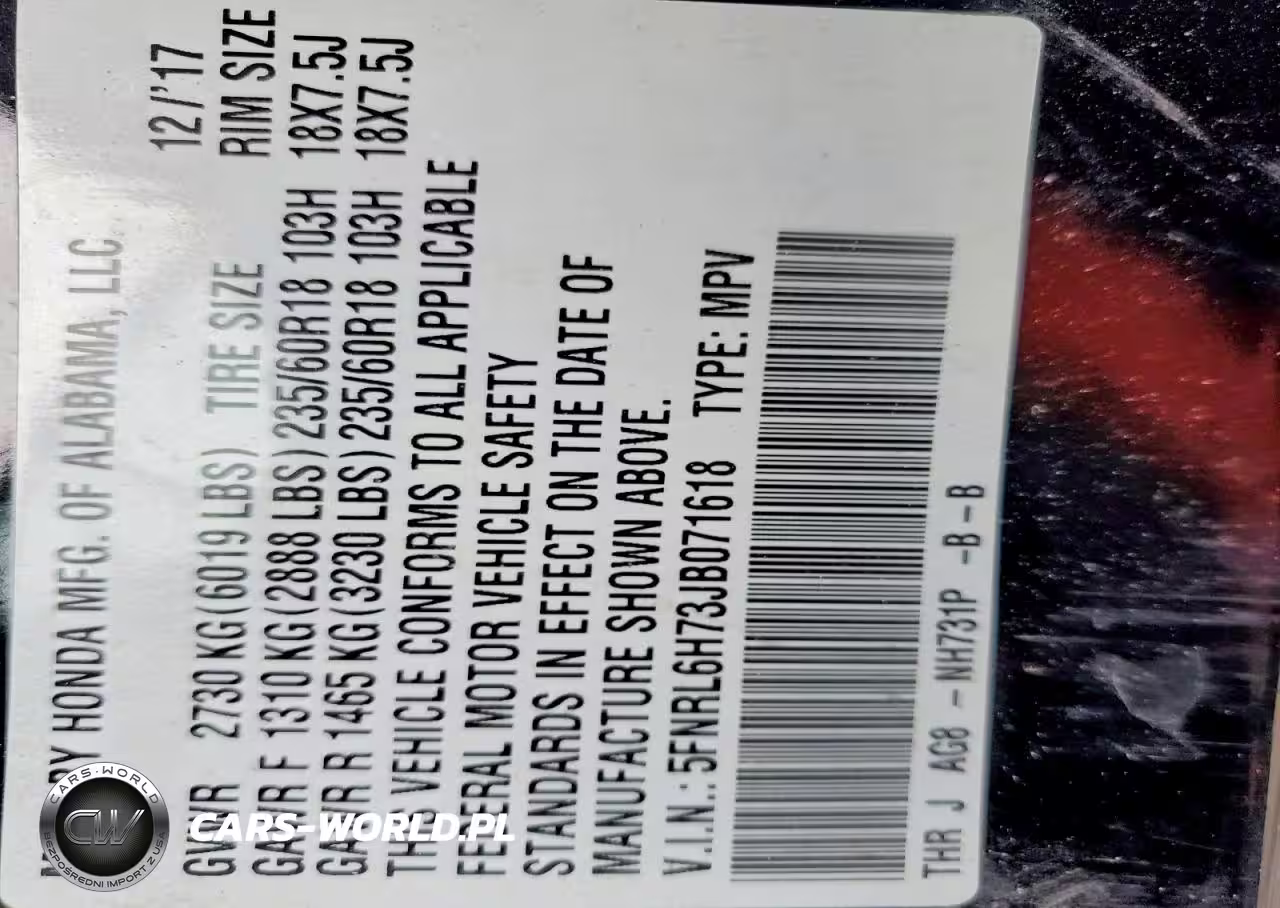 BY HONDA MFG. OF ALABAMA, LLC.
12/'17
GVWR 2730 KG (6019 LBS) TIRE SIZE RIM SIZE
GAWR F 1310 KG (2888 LBS) 235/60R18 103H 18X7.5J
GAWR R 1465 KG (3230 LBS) 235/60R18 103H 18X7.5J
THIS VEHICLE CONFORMS TO ALL APPLICABLE
FEDERAL MOTOR VEHICLE SAFETY
STANDARDS IN EFFECT ON THE DATE OF
MANUFACTURE SHOWN ABOVE.
V.I.N.: 5FNRL6H73JB071618 TYPE: MPV
THR J AG8 - NH731P -B-B
CARS-WORLD
CW
BEZPOŚREDNI IMPORT Z USA
CARS-WORLD.PL